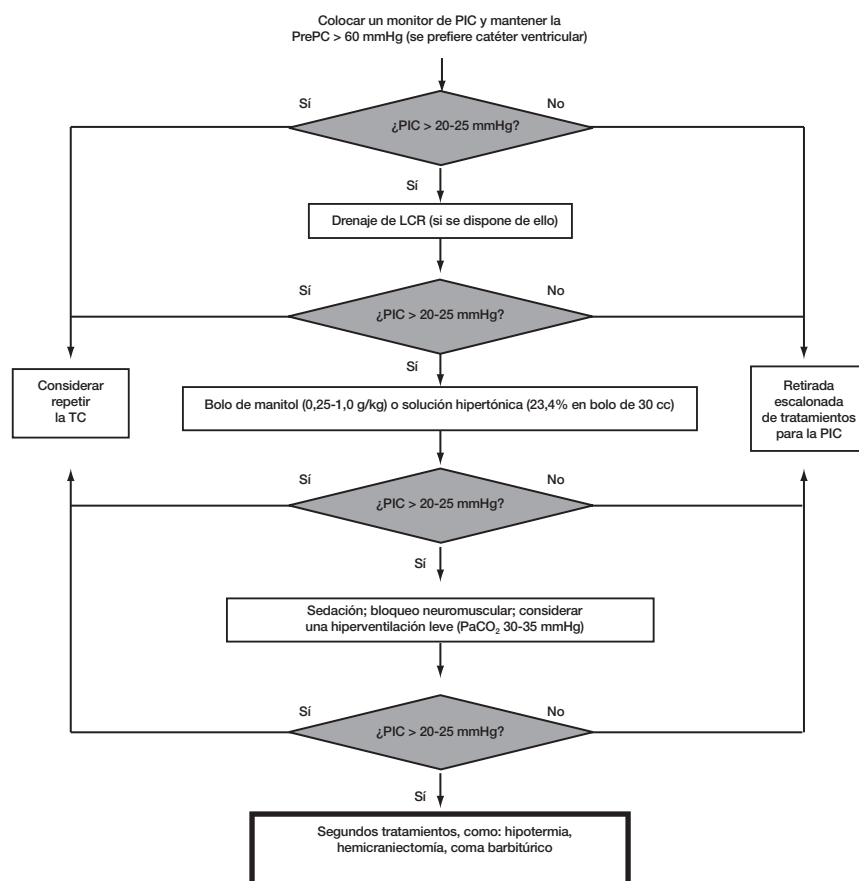 Colocar un monitor de PIC y mantener la
PrePC > 60 mmHg (se prefiere catéter ventricular)
Sí
No
¿PIC > 20-25 mmHg?
Sí
Drenaje de LCR (si se dispone de ello)
Sí
No
¿PIC > 20-25 mmHg?
Sí
Considerar
repetir
la TC
Bolo de manitol (0,25-1,0 g/kg) o solución hipertónica (23,4% en bolo de 30 cc)
Retirada
escalonada
de tratamientos
para la PIC
Sí
No
¿PIC > 20-25 mmHg?
Sí
Sedación; bloqueo neuromuscular; considerar
una hiperventilación leve (PaCO₂ 30-35 mmHg)
Sí
No
¿PIC > 20-25 mmHg?
Sí
Segundos tratamientos, como: hipotermia,
hemicraniectomía, coma barbitúrico